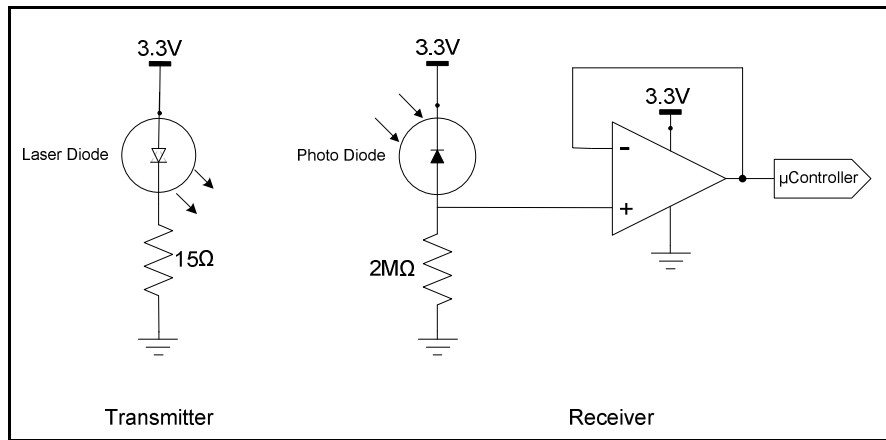 3.3V
Laser Diode
15Ω
Transmitter
3.3V
Photo Diode
2MΩ
3.3V
-
+
µController
Receiver